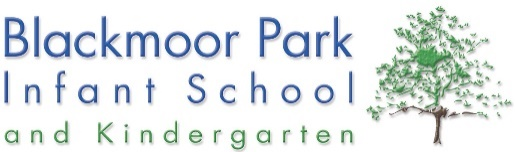 Blackmoor Park
Infant School
and Kindergarten